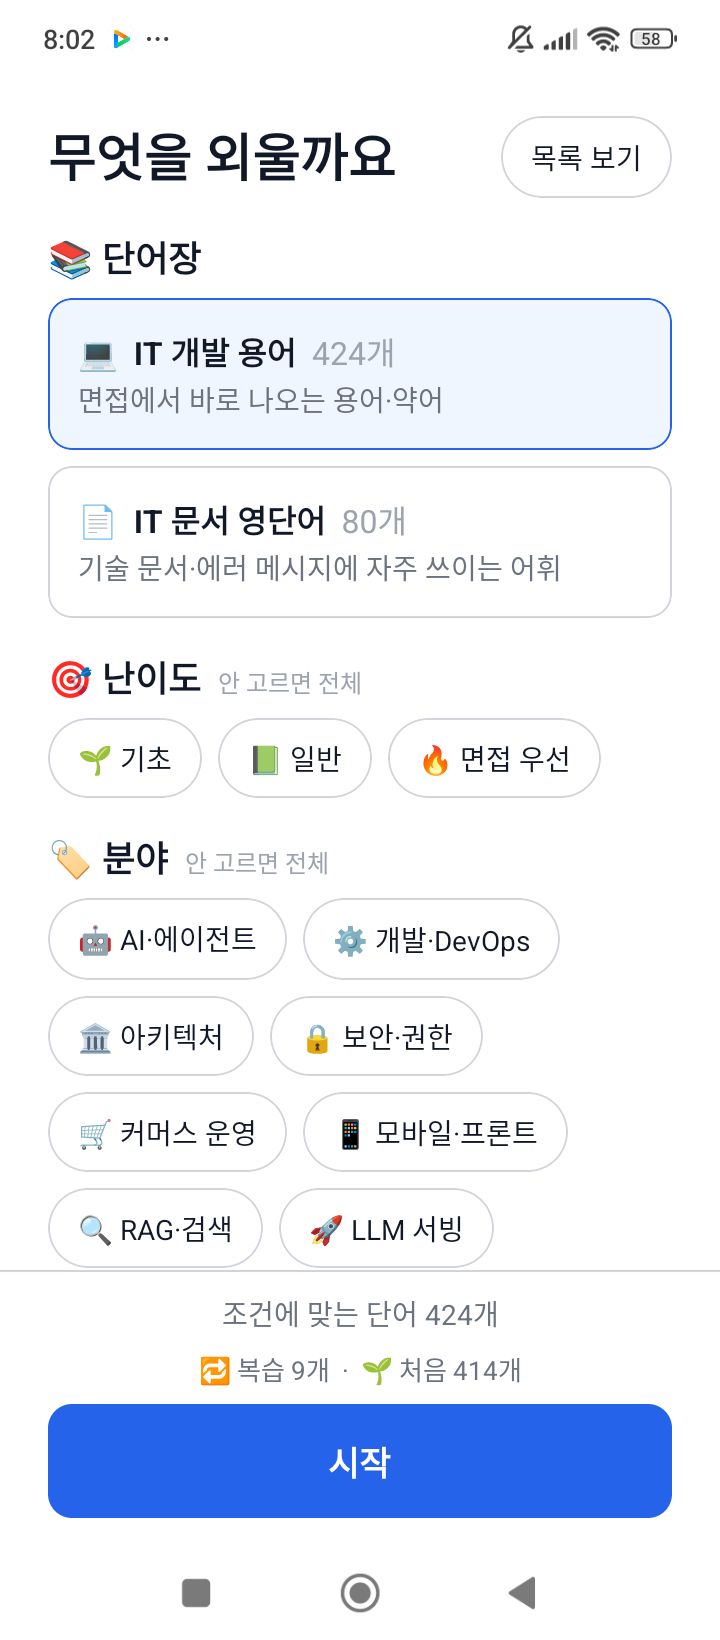 8:02
58
무엇을 외울까요
목록 보기
단어장
IT 개발 용어 424개
면접에서 바로 나오는 용어·약어
IT 문서 영단어 80개
기술 문서·에러 메시지에 자주 쓰이는 어휘
난이도 안 고르면 전체
기초
일반
면접 우선
분야 안 고르면 전체
AI·에이전트
개발·DevOps
아키텍처
보안·권한
커머스 운영
모바일·프론트
RAG·검색
LLM 서빙
조건에 맞는 단어 424개
복습 9개 · 처음 414개
시작